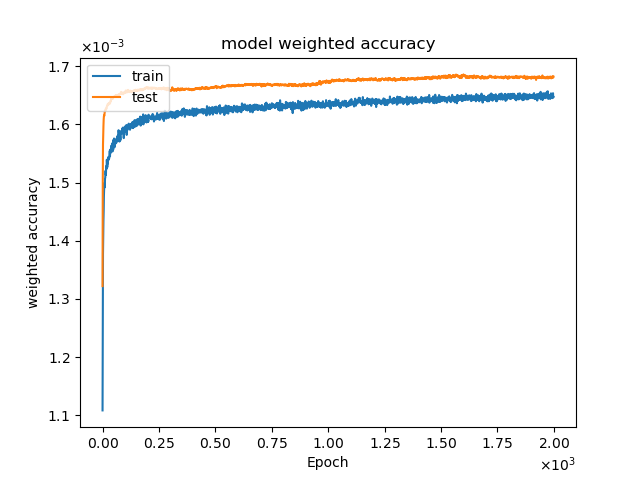 ×10⁻³
model weighted accuracy
1.7
1.6
1.5
1.4
1.3
1.2
1.1
weighted accuracy
train
test
0.00 0.25 0.50 0.75 1.00 1.25 1.50 1.75 2.00
Epoch
×10³